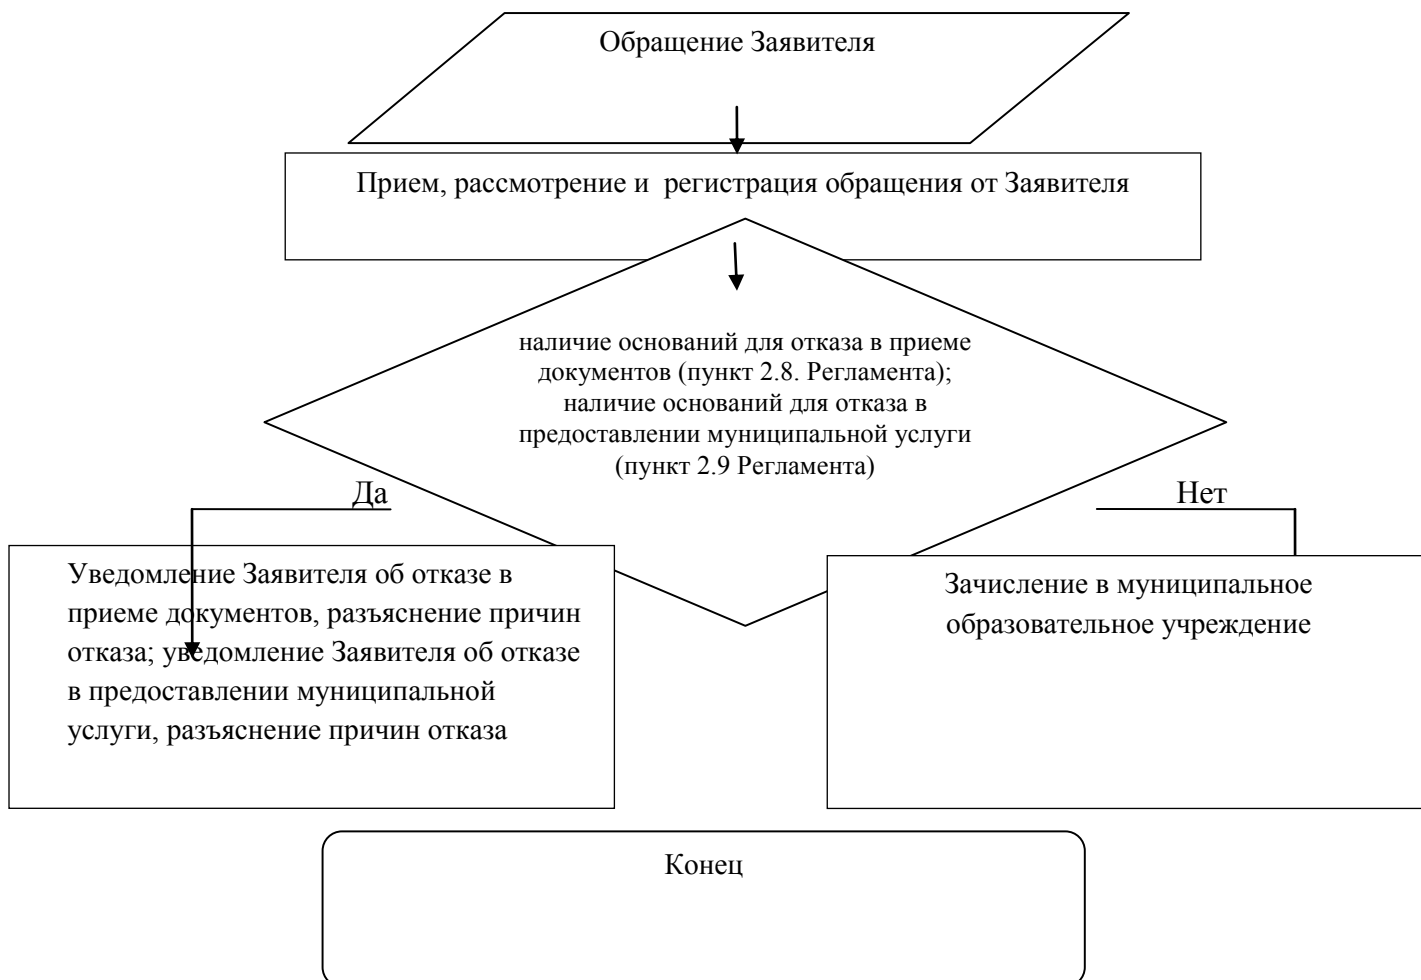 Обращение Заявителя
Прием, рассмотрение и  регистрация обращения от Заявителя
наличие оснований для отказа в приеме
документов (пункт 2.8. Регламента);
наличие оснований для отказа в
предоставлении муниципальной услуги
(пункт 2.9 Регламента)
Да
Нет
Уведомление Заявителя об отказе в
приеме документов, разъяснение причин
отказа; уведомление Заявителя об отказе
в предоставлении муниципальной
услуги, разъяснение причин отказа
Зачисление в муниципальное
образовательное учреждение
Конец